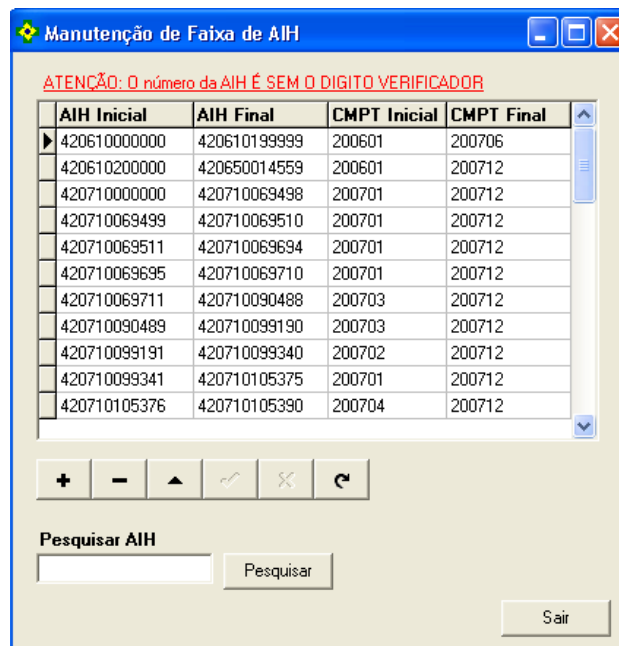 Manutenção de Faixa de AIH
ATENÇÃO: O número da AIH É SEM O DIGITO VERIFICADOR
AIH Inicial AIH Final CMPT Inicial CMPT Final
420610000000 420610199999 200601 200706
420610200000 420650014559 200601 200712
420710000000 420710069498 200701 200712
420710069499 420710069510 200701 200712
420710069511 420710069694 200701 200712
420710069695 420710069710 200701 200712
420710069711 420710090488 200703 200712
420710090489 420710099190 200703 200712
420710099191 420710099340 200702 200712
420710099341 420710105375 200701 200712
420710105376 420710105390 200704 200712
Pesquisar AIH
Pesquisar
Sair